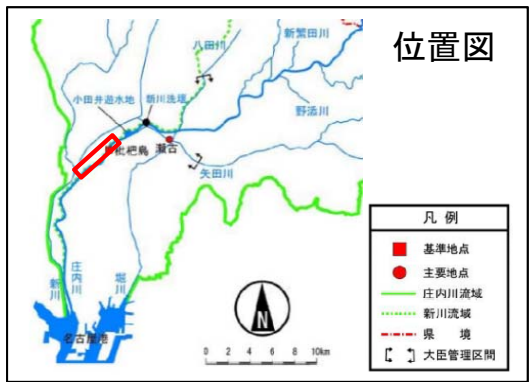 位置図
八田川
新繁田川
小田井遊水地
新川洗堰
野添川
枇杷島
瀬古
矢田川
新川
庄内川
堀川
名古屋港
N
0 2 4 6 8 10km
凡例
基準地点
主要地点
庄内川流域
新川流域
県境
大臣管理区間